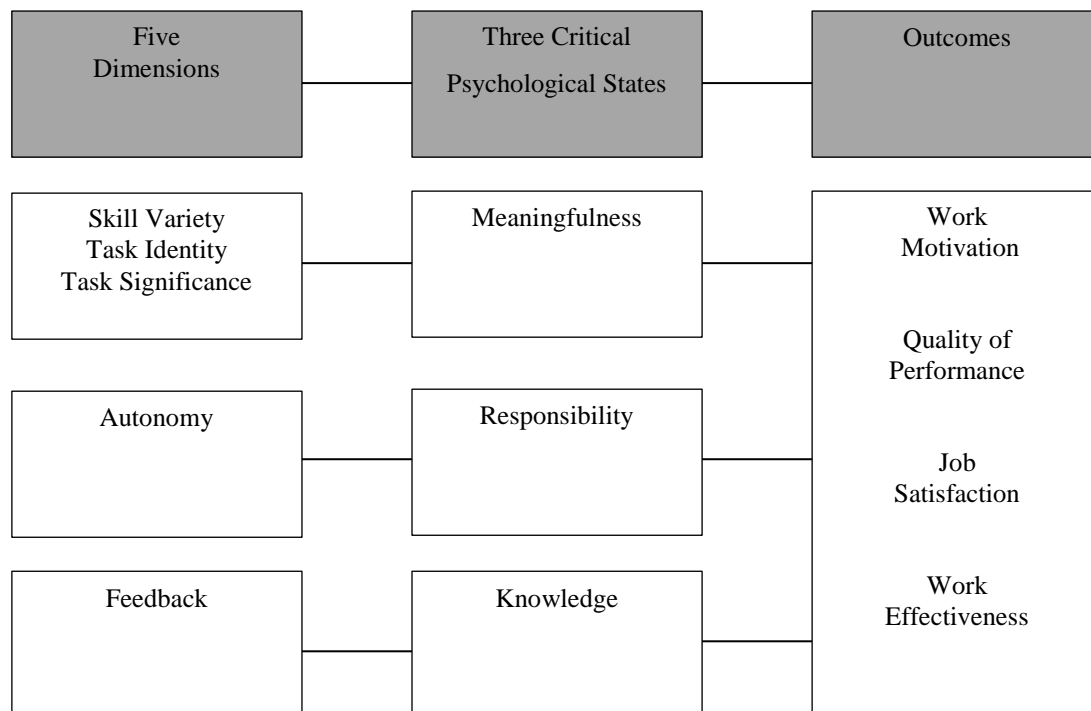 Five
Dimensions
Three Critical
Psychological States
Outcomes
Skill Variety
Task Identity
Task Significance
Meaningfulness
Work
Motivation
Quality of
Performance
Autonomy
Responsibility
Job
Satisfaction
Feedback
Knowledge
Work
Effectiveness